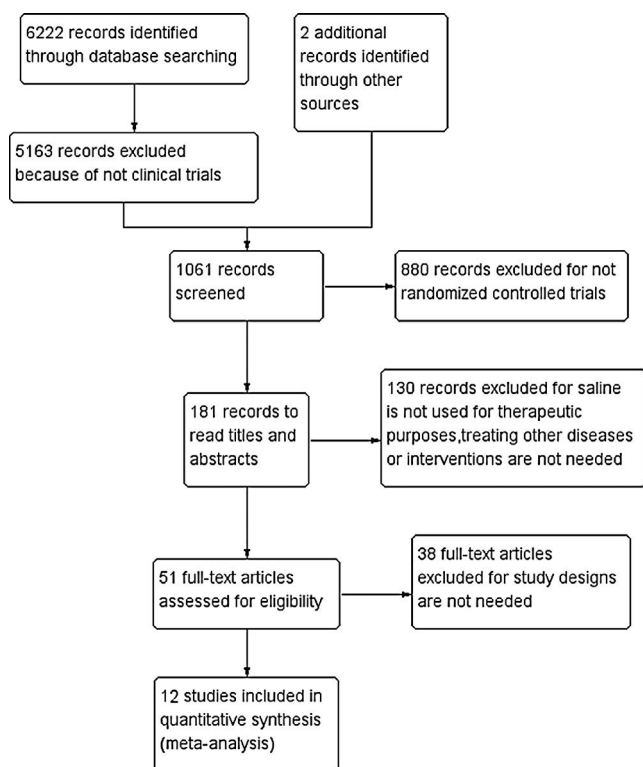 6222 records identified
through database searching
2 additional
records identified
through other
sources
5163 records excluded
because of not clinical trials
1061 records
screened
880 records excluded for not
randomized controlled trials
181 records to
read titles and
abstracts
130 records excluded for saline
is not used for therapeutic
purposes,treating other diseases
or interventions are not needed
51 full-text articles
assessed for eligibility
38 full-text articles
excluded for study designs
are not needed
12 studies included in
quantitative synthesis
(meta-analysis)